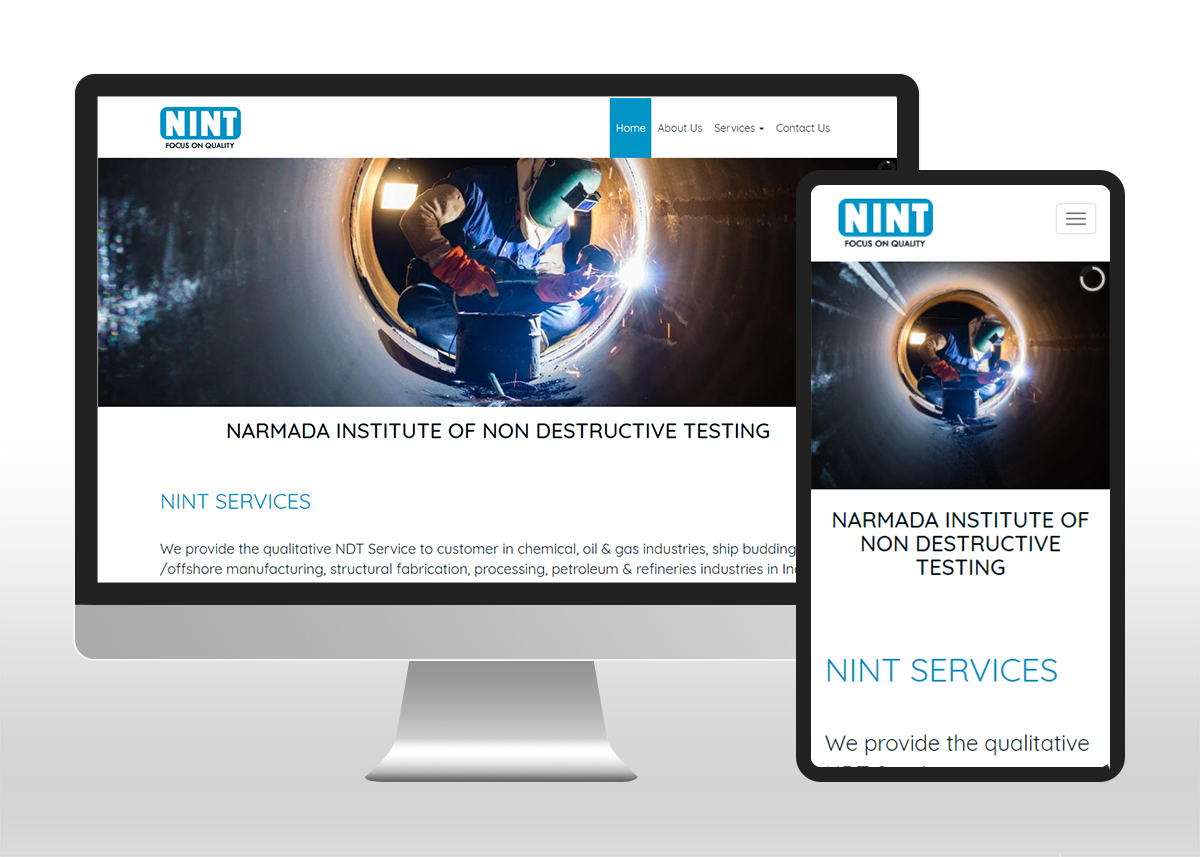 NINT
FOCUS ON QUALITY
Home About Us Services Contact Us
NARMADA INSTITUTE OF NON DESTRUCTIVE TESTING
NINT SERVICES
We provide the qualitative NDT Service to customer in chemical, oil & gas industries, ship budding
/offshore manufacturing, structural fabrication, processing, petroleum & refineries industries in
NINT
FOCUS ON QUALITY
NARMADA INSTITUTE OF
NON DESTRUCTIVE
TESTING
NINT SERVICES
We provide the qualitative